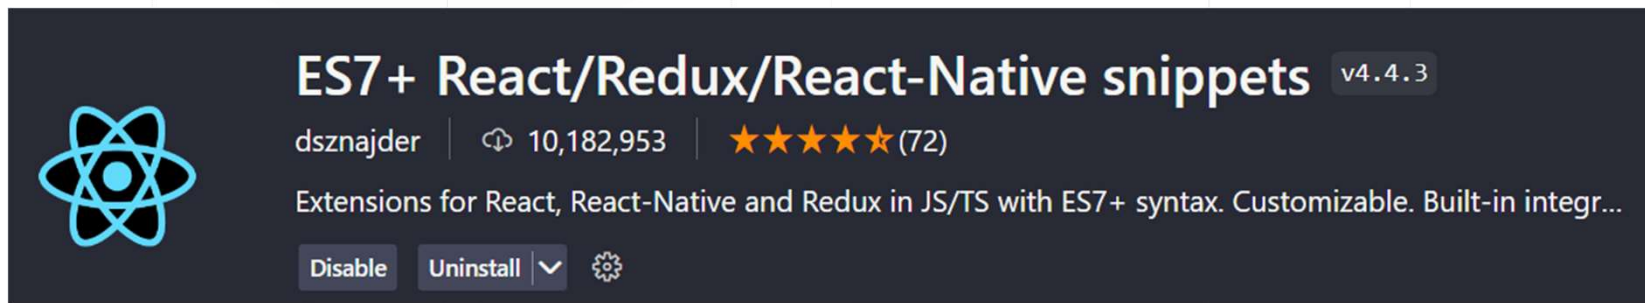 ES7+ React/Redux/React-Native snippets v4.4.3
dsznajder 10,182,953 (72)
Extensions for React, React-Native and Redux in JS/TS with ES7+ syntax. Customizable. Built-in integr...
Disable Uninstall